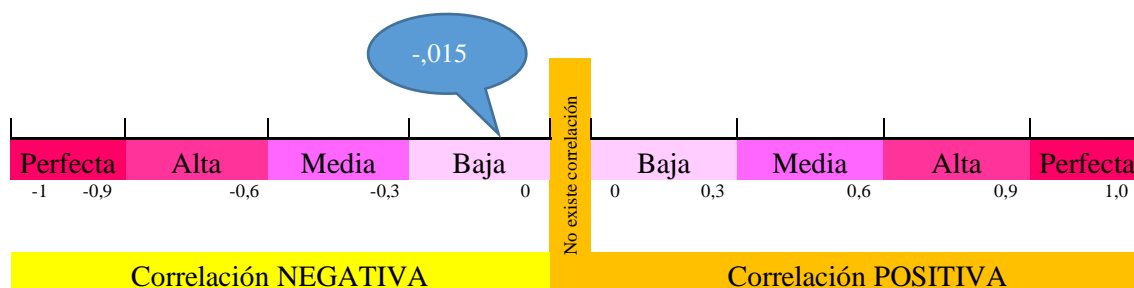 -,015
No existe correlación
Perfecta Alta Media Baja Baja Media Alta Perfecta
-1 -0,9 -0,6 -0,3 0 0 0,3 0,6 0,9 1,0
Correlación NEGATIVA Correlación POSITIVA